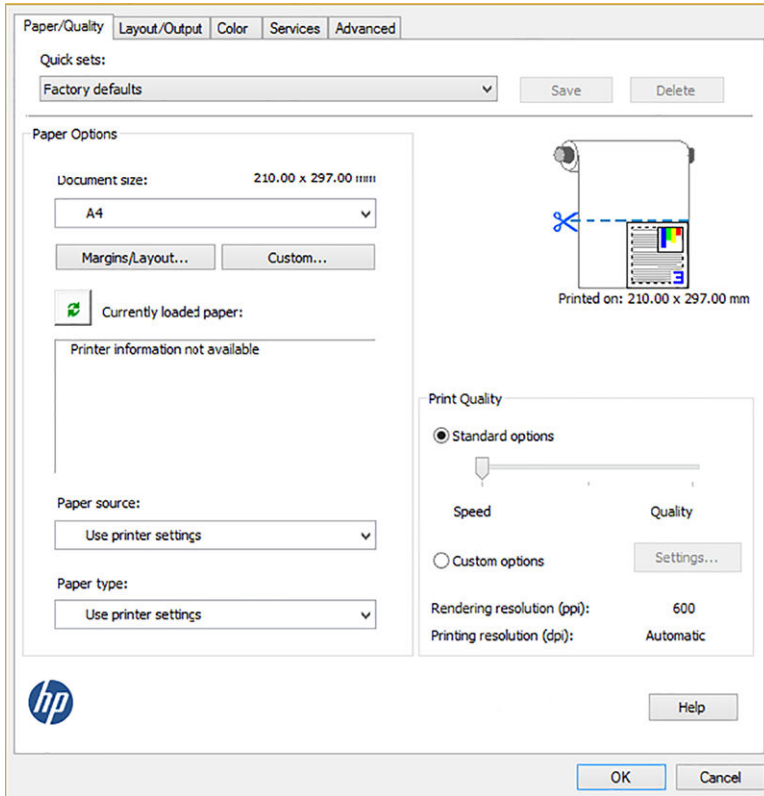 Paper/Quality Layout/Output Color Services Advanced
Quick sets:
Factory defaults Save Delete
Paper Options
Document size: 210.00 x 297.00 mm
A4
Margins/Layout... Custom...
Currently loaded paper:
Printer information not available
Paper source:
Use printer settings
Paper type:
Use printer settings
3
Printed on: 210.00 x 297.00 mm
Print Quality
Standard options
Speed Quality
Custom options Settings...
Rendering resolution (ppi): 600
Printing resolution (dpi): Automatic
hp
Help
OK Cancel